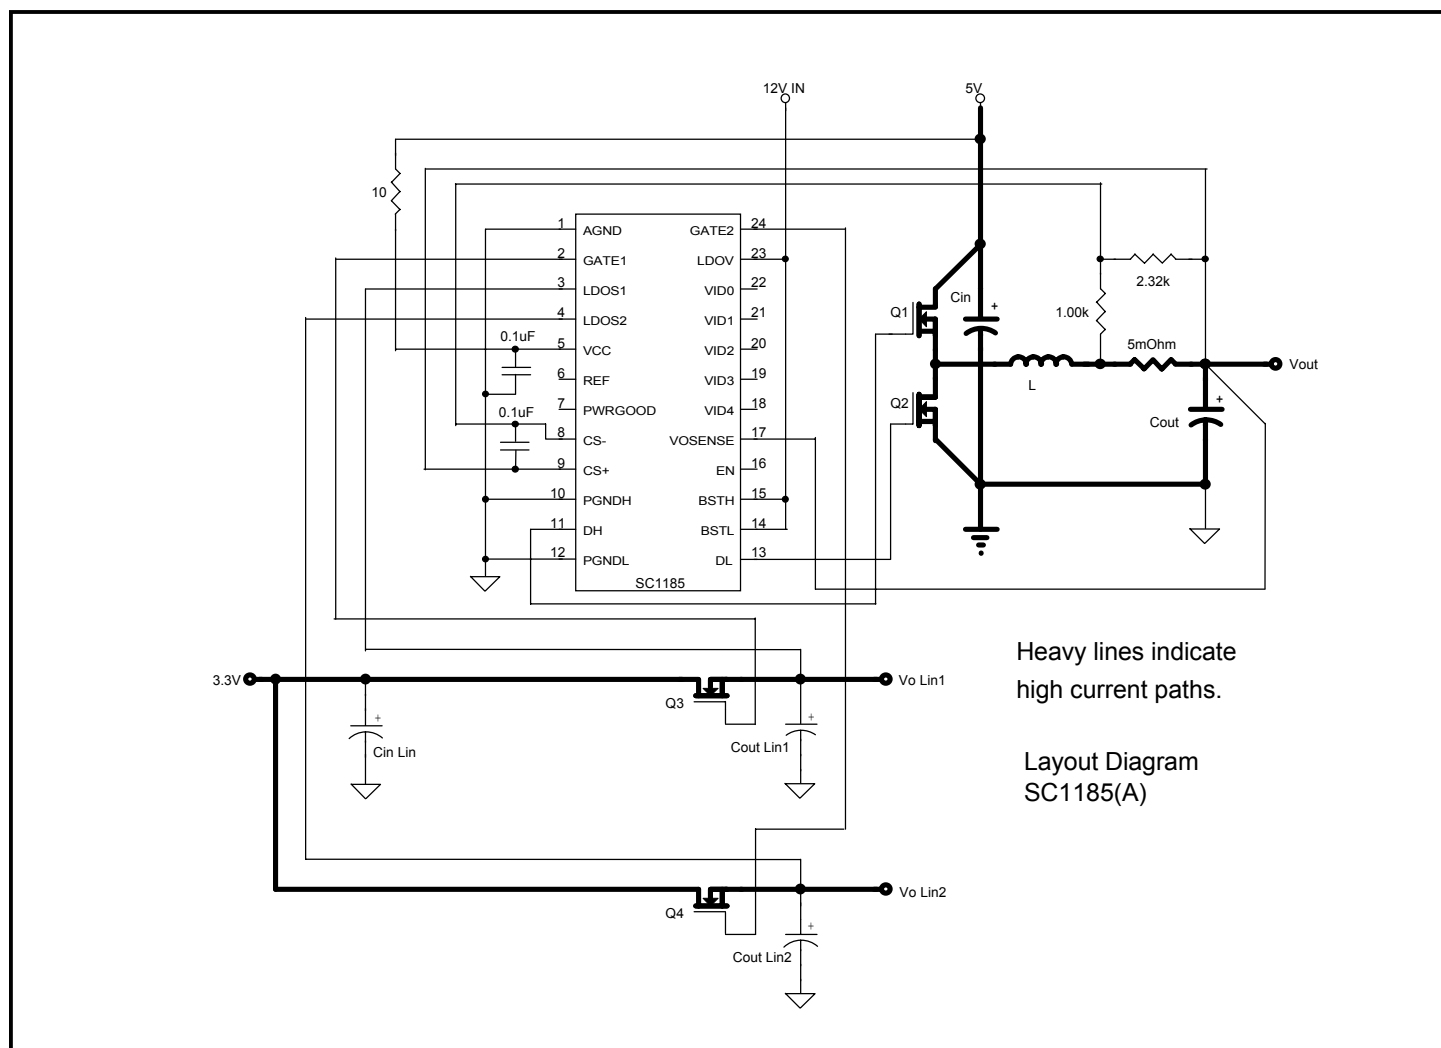 12V IN
5V
10
1 AGND GATE2 24
2 GATE1 LDOV 23
3 LDOS1 VID0 22
4 LDOS2 VID1 21
0.1uF
5 VCC VID2 20
6 REF VID3 19
7 PWRGOOD VID4 18
0.1uF
8 CS- VOSENSE 17
9 CS+ EN 16
10 PGNDH BSTH 15
11 DH BSTL 14
12 PGNDL DL 13
SC1185
2.32k
Cin +
Q1
1.00k
5mOhm
Vout
L
Q2
+
Cout
Heavy lines indicate
high current paths.
3.3V
Vo Lin1
Q3
+
Cin Lin
+
Cout Lin1
Layout Diagram
SC1185(A)
Vo Lin2
Q4
+
Cout Lin2